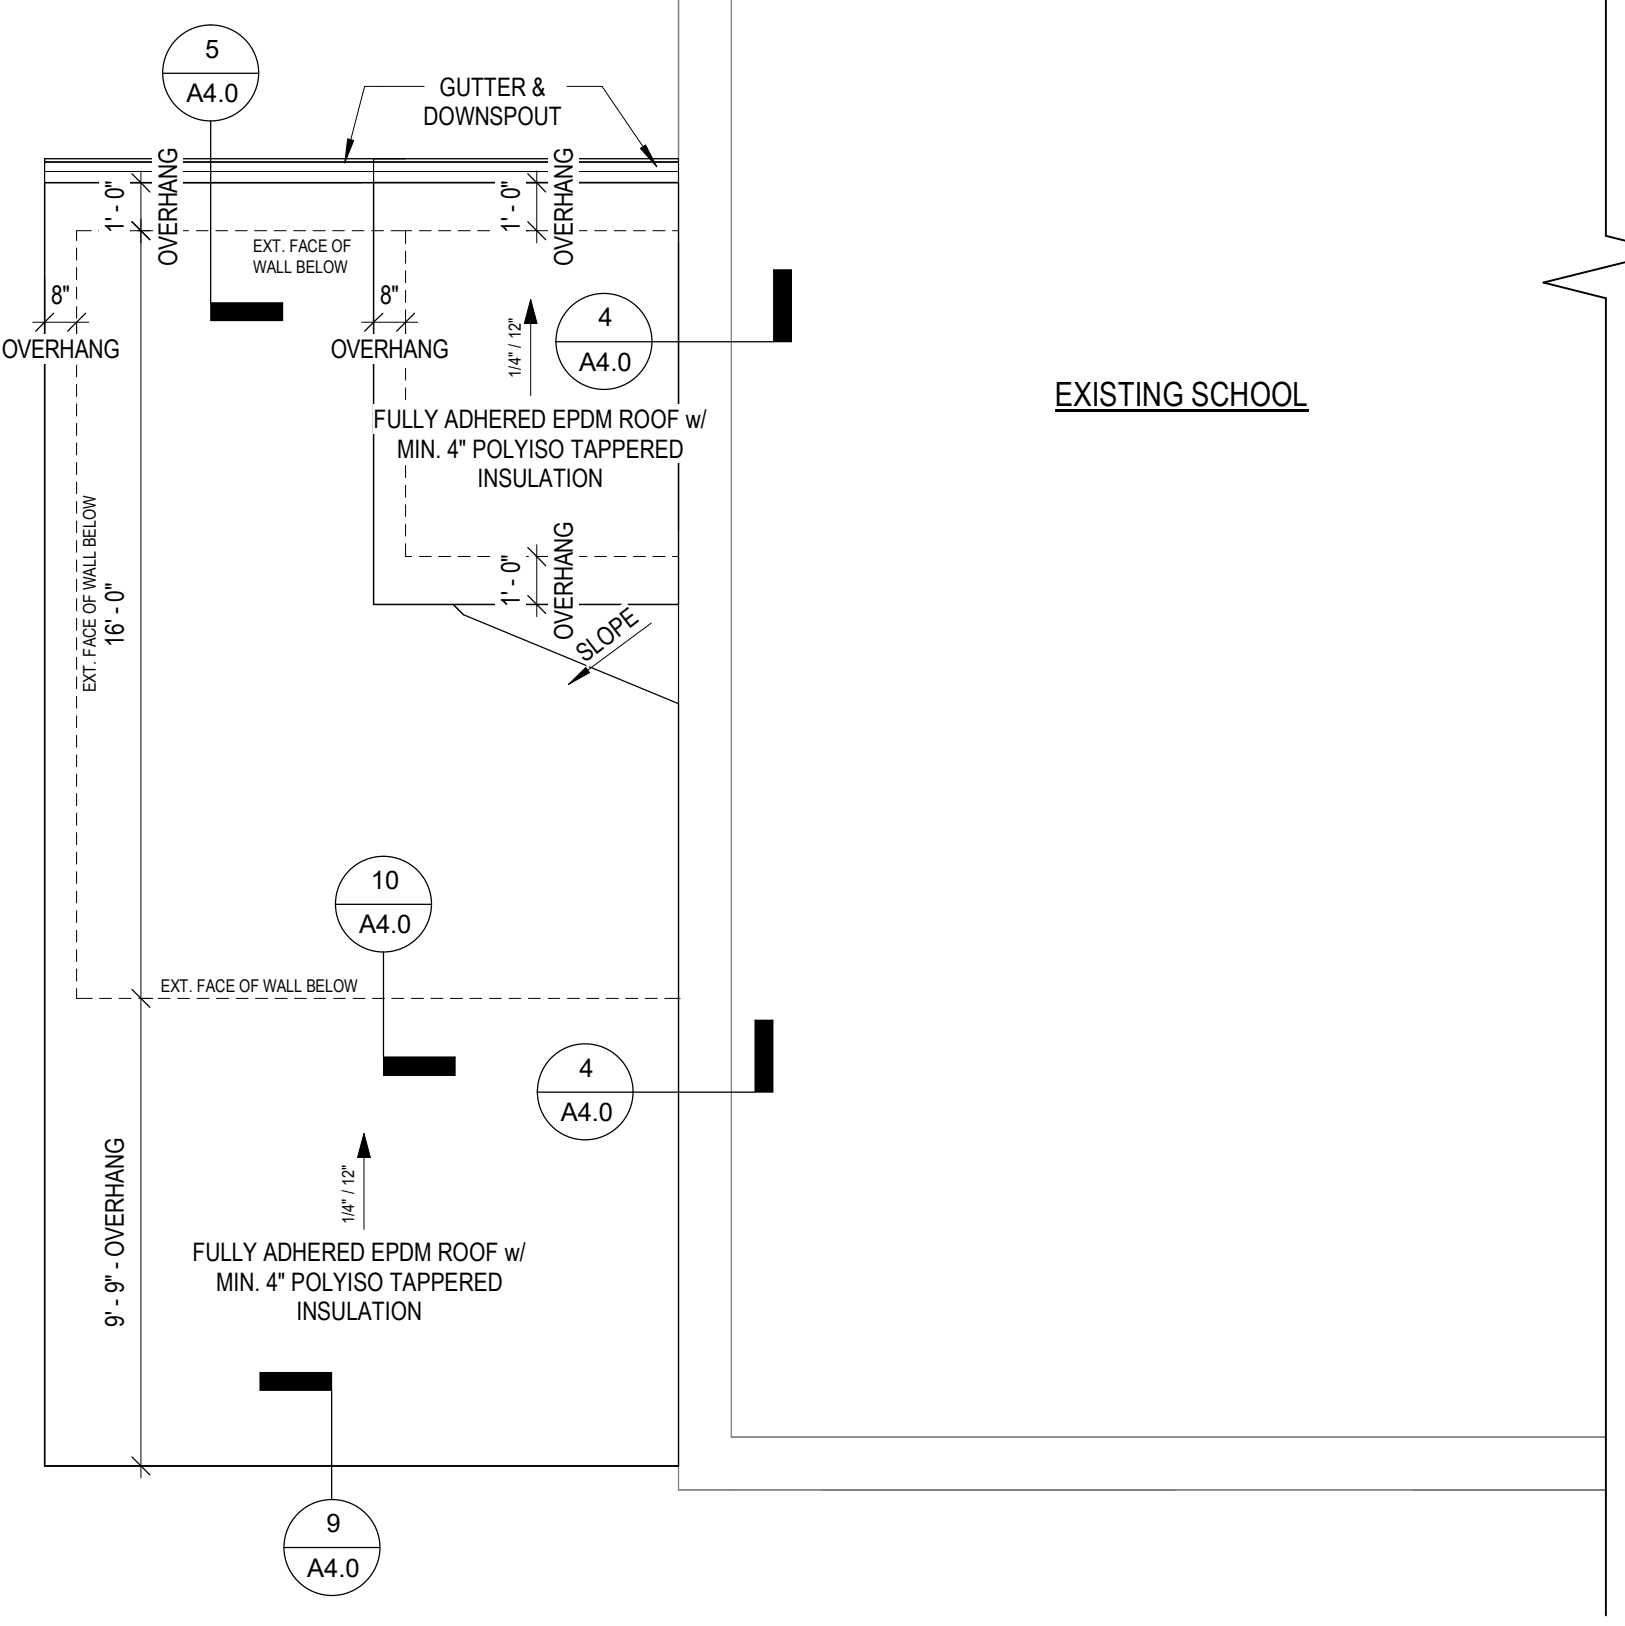 5
A4.0
GUTTER &
DOWNSPOUT
1' - 0"
OVERHANG
1' - 0"
OVERHANG
EXT. FACE OF
WALL BELOW
8"
OVERHANG
8"
OVERHANG
1/4" / 12"
4
A4.0
EXISTING SCHOOL
FULLY ADHERED EPDM ROOF w/
MIN. 4" POLYISO TAPPERED
INSULATION
EXT. FACE OF WALL BELOW
16' - 0"
1' - 0"
OVERHANG
SLOPE
10
A4.0
EXT. FACE OF WALL BELOW
4
A4.0
9' - 9" - OVERHANG
1/4" / 12"
FULLY ADHERED EPDM ROOF w/
MIN. 4" POLYISO TAPPERED
INSULATION
9
A4.0